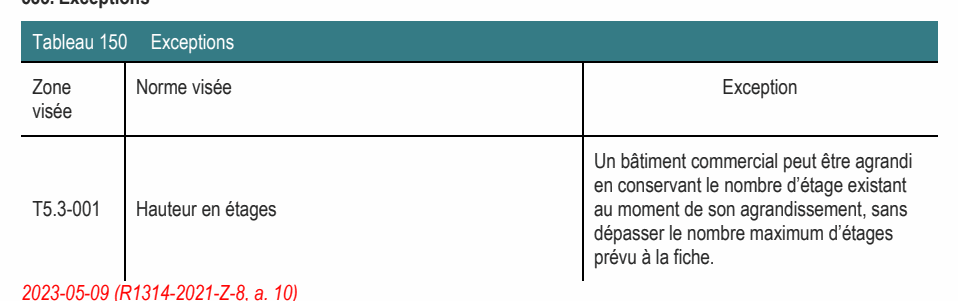 Tableau 150 Exceptions
Zone visée
Norme visée
Exception
T5.3-001
Hauteur en étages
Un bâtiment commercial peut être agrandi
en conservant le nombre d'étage existant
au moment de son agrandissement, sans
dépasser le nombre maximum d'étages
prévu à la fiche.
2023-05-09 (R1314-2021-Z-8, a. 10)